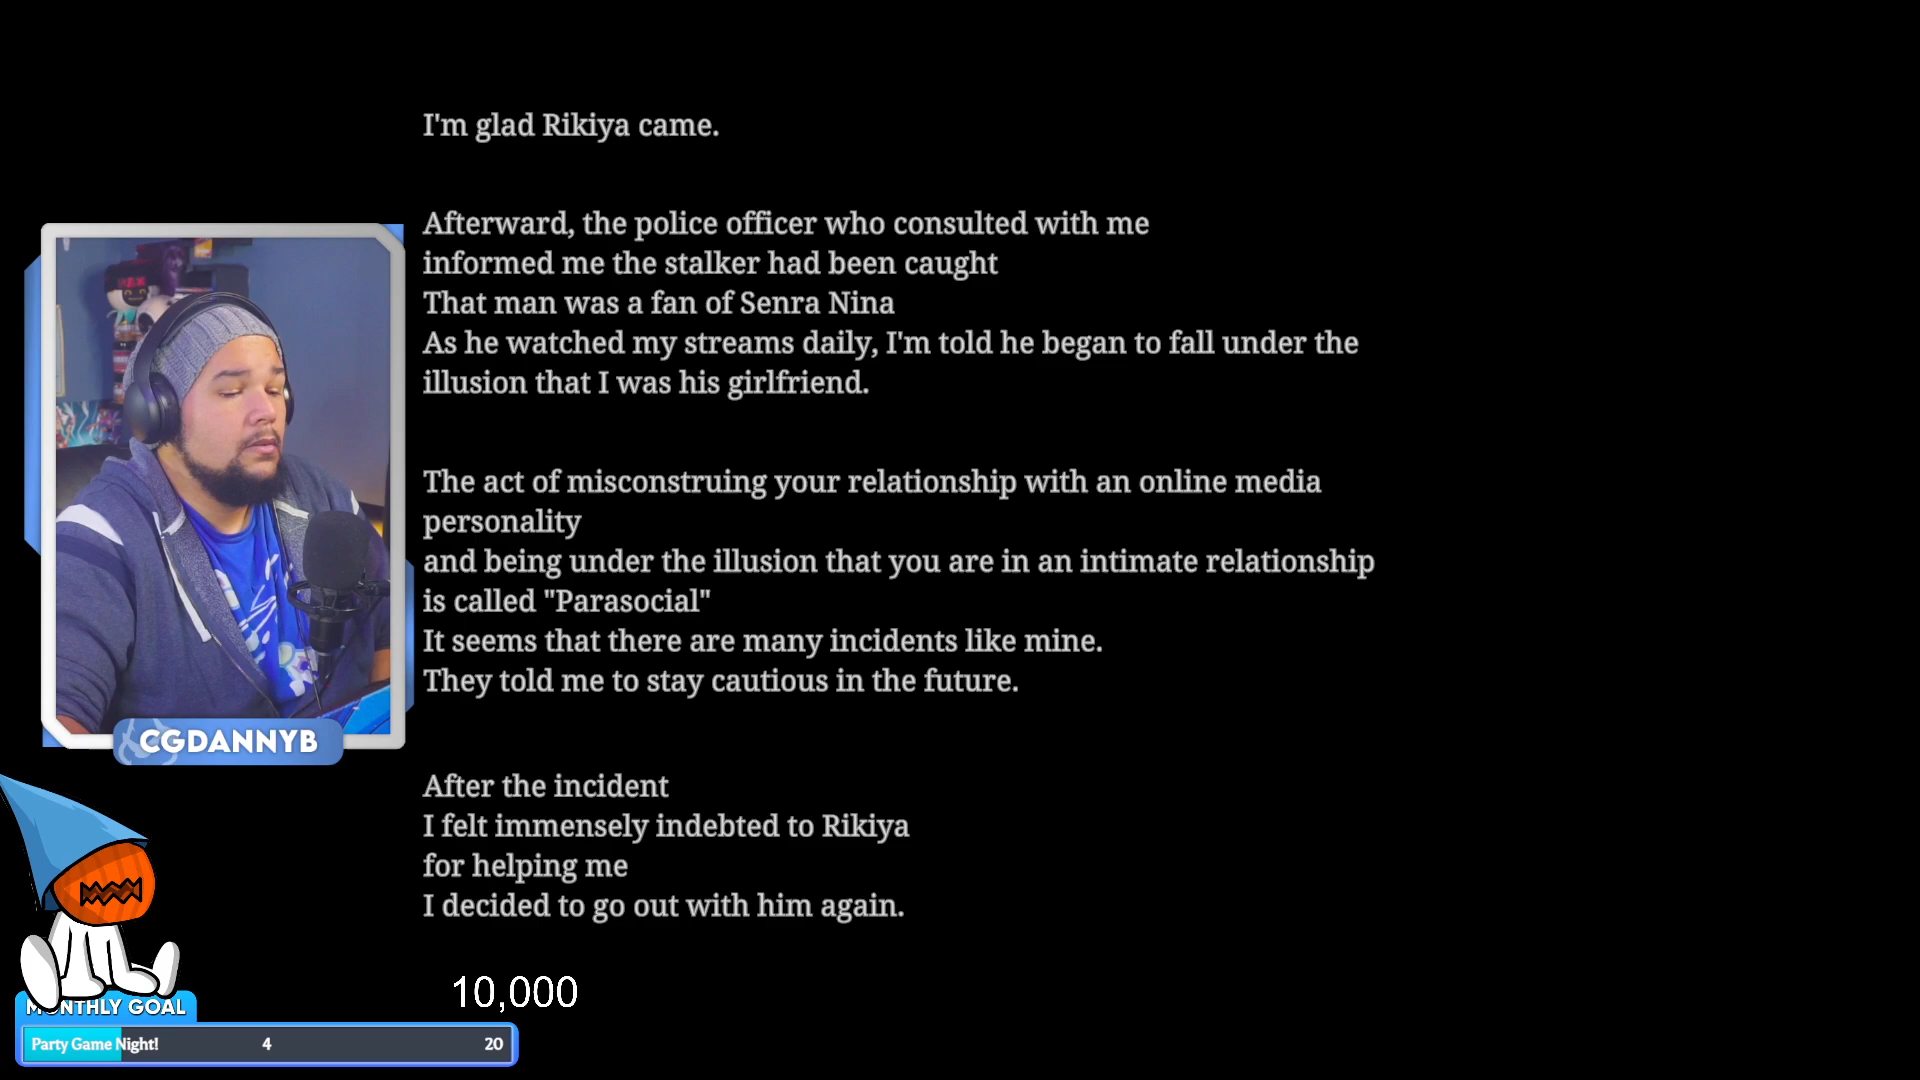 I'm glad Rikiya came.
Afterward, the police officer who consulted with me
informed me the stalker had been caught
That man was a fan of Senra Nina
As he watched my streams daily, I'm told he began to fall under the
illusion that I was his girlfriend.
The act of misconstruing your relationship with an online media
personality
and being under the illusion that you are in an intimate relationship
is called "Parasocial"
It seems that there are many incidents like mine.
They told me to stay cautious in the future.
After the incident
I felt immensely indebted to Rikiya
for helping me
I decided to go out with him again.
CGDANNYB
10,000
MONTHLY GOAL
Party Game Night! 4 20